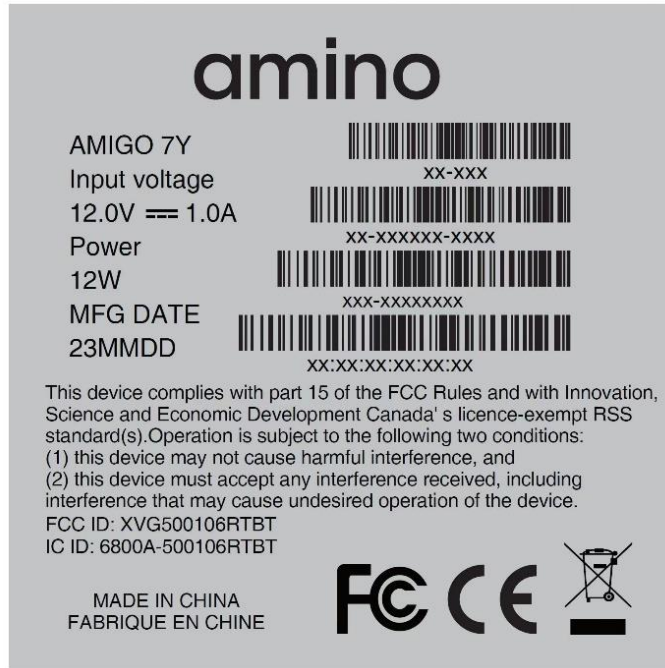 amino
AMIGO 7Y
xx-xxx
Input voltage
12.0V ⎓ 1.0A
xx-xxxxxx-xxxx
Power
12W
xxx-xxxxxxxx
MFG DATE
23MMDD
xx:xx:xx:xx:xx:xx
This device complies with part 15 of the FCC Rules and with Innovation,
Science and Economic Development Canada' s licence-exempt RSS
standard(s).Operation is subject to the following two conditions:
(1) this device may not cause harmful interference, and
(2) this device must accept any interference received, including
interference that may cause undesired operation of the device.
FCC ID: XVG500106RTBT
IC ID: 6800A-500106RTBT
MADE IN CHINA
FABRIQUE EN CHINE
FC CE